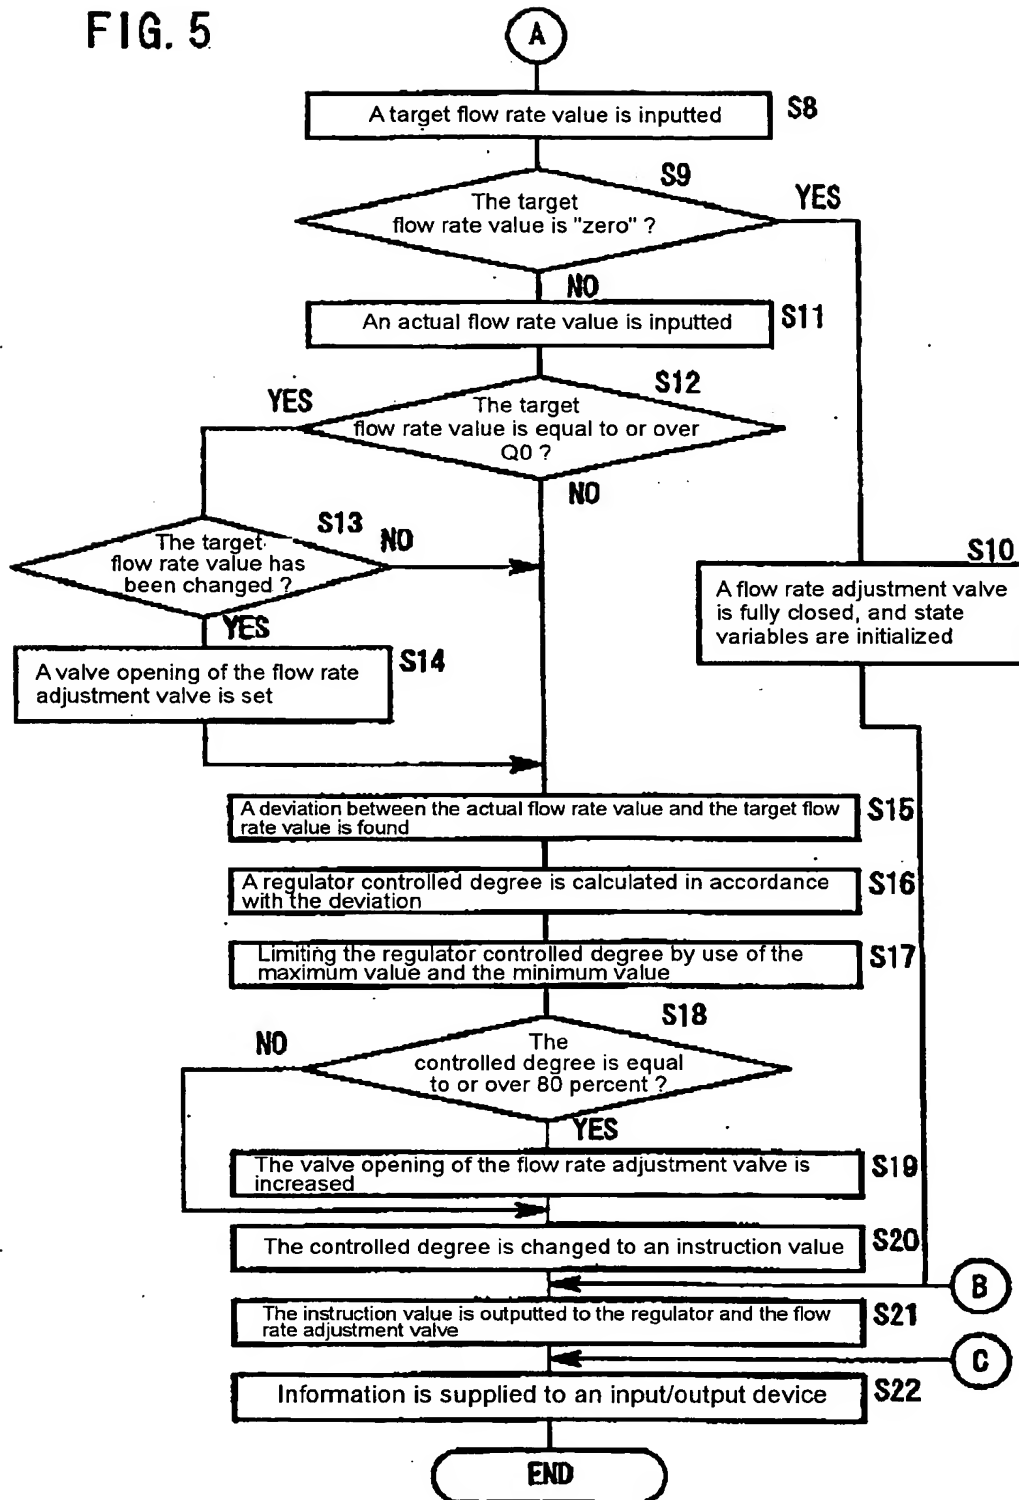 FIG. 5
A
A target flow rate value is inputted
S8
S9
The target
flow rate value is "zero" ?
YES
NO
An actual flow rate value is inputted
S11
S12
YES
The target
flow rate value is equal to or over
Q0 ?
NO
S13
The target
flow rate value has
been changed ?
NO
YES
S10
A flow rate adjustment valve
is fully closed, and state
variables are initialized
A valve opening of the flow rate
adjustment valve is set
S14
A deviation between the actual flow rate value and the target flow
rate value is found
S15
A regulator controlled degree is calculated in accordance
with the deviation
S16
Limiting the regulator controlled degree by use of the
maximum value and the minimum value
S17
S18
NO
The
controlled degree is equal
to or over 80 percent ?
YES
The valve opening of the flow rate adjustment valve is
increased
S19
The controlled degree is changed to an instruction value
S20
B
The instruction value is outputted to the regulator and the flow
rate adjustment valve
S21
C
Information is supplied to an input/output device
S22
END